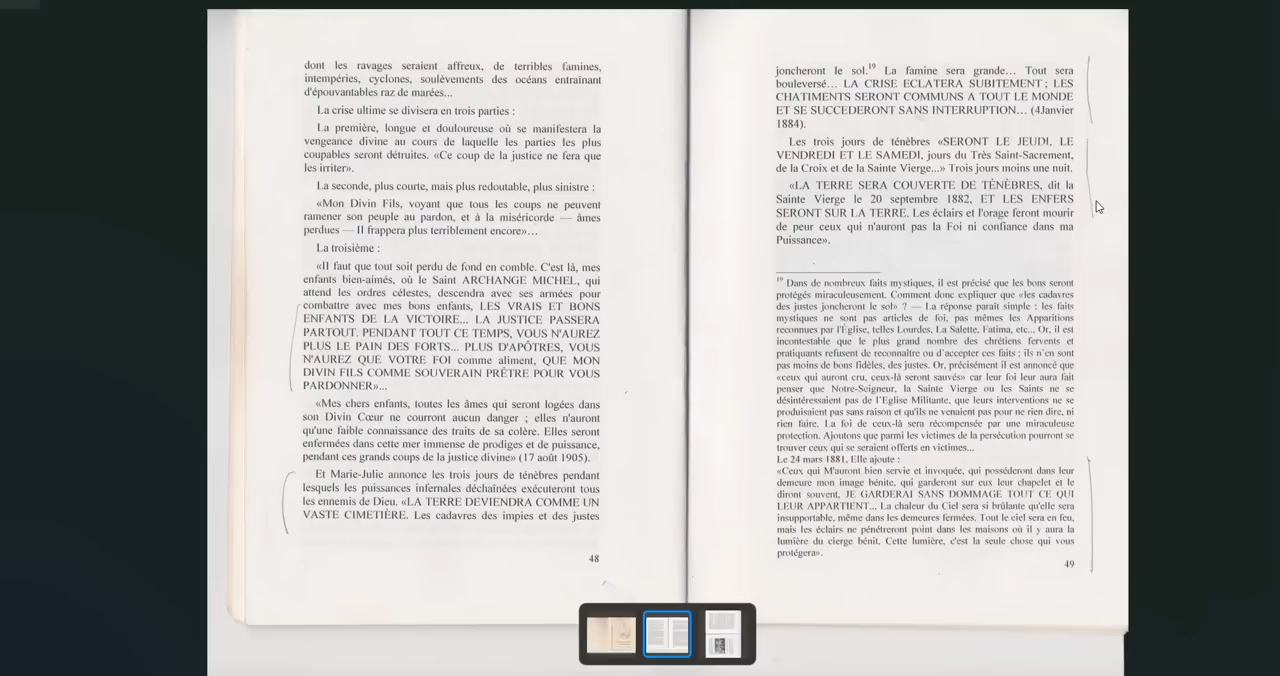 dont les ravages seraient affreux, de terribles famines,
intempéries, cyclones, soulèvements des océans entraînant
d'épouvantables raz de marées...
La crise ultime se divisera en trois parties :
La première, longue et douloureuse où se manifestera la
vengeance divine au cours de laquelle les parties les plus
coupables seront détruites. «Ce coup de la justice ne fera que
les irriter».
La seconde, plus courte, mais plus redoutable, plus sinistre :
«Mon Divin Fils, voyant que tous les coups ne peuvent
ramener son peuple au pardon, et à la miséricorde — âmes
perdues — Il frappera plus terriblement encore»...
La troisième :
«Il faut que tout soit perdu de fond en comble. C'est là, mes
enfants bien-aimés, où le Saint ARCHANGE MICHEL, qui
attend les ordres célestes, descendra avec ses armées pour
combattre avec mes bons enfants, LES VRAIS ET BONS
ENFANTS DE LA VICTOIRE... LA JUSTICE PASSERA
PARTOUT. PENDANT TOUT CE TEMPS, VOUS N'AUREZ
PLUS LE PAIN DES FORTS... PLUS D'APÔTRES, VOUS
N'AUREZ QUE VOTRE FOI comme aliment, QUE MON
DIVIN FILS COMME SOUVERAIN PRÊTRE POUR VOUS
PARDONNER»...
«Mes chers enfants, toutes les âmes qui seront logées dans
son Divin Cœur ne courront aucun danger ; elles n'auront
qu'une faible connaissance des traits de sa colère. Elles seront
enfermées dans cette mer immense de prodiges et de puissance,
pendant ces grands coups de la justice divine» (17 août 1905).
Et Marie-Julie annonce les trois jours de ténèbres pendant
lesquels les puissances infernales déchaînées exécuteront tous
les ennemis de Dieu. «LA TERRE DEVIENDRA COMME UN
VASTE CIMETIÈRE. Les cadavres des impies et des justes
48
joncheront le sol.¹⁹ La famine sera grande... Tout sera
bouleversé... LA CRISE ECLATERA SUBITEMENT ; LES
CHATIMENTS SERONT COMMUNS A TOUT LE MONDE
ET SE SUCCEDERONT SANS INTERRUPTION... (4Janvier
1884).
Les trois jours de ténèbres «SERONT LE JEUDI, LE
VENDREDI ET LE SAMEDI, jours du Très Saint-Sacrement,
de la Croix et de la Sainte Vierge...» Trois jours moins une nuit.
«LA TERRE SERA COUVERTE DE TÉNÈBRES, dit la
Sainte Vierge le 20 septembre 1882, ET LES ENFERS
SERONT SUR LA TERRE. Les éclairs et l'orage feront mourir
de peur ceux qui n'auront pas la Foi ni confiance dans ma
Puissance».
¹⁹ Dans de nombreux faits mystiques, il est précisé que les bons seront
protégés miraculeusement. Comment donc expliquer que «les cadavres
des justes joncheront le sol» ? — La réponse paraît simple : les faits
mystiques ne sont pas articles de foi, pas mêmes les Apparitions
reconnues par l'Église, telles Lourdes, La Salette, Fatima, etc... Or, il est
incontestable que le plus grand nombre des chrétiens fervents et
pratiquants refusent de reconnaître ou d'accepter ces faits ; ils n'en sont
pas moins de bons fidèles, des justes. Or, précisément il est annoncé que
«ceux qui auront cru, ceux-là seront sauvés» car leur foi leur aura fait
penser que Notre-Seigneur, la Sainte Vierge ou les Saints ne se
désintéressaient pas de l'Eglise Militante, que leurs interventions ne se
produisaient pas sans raison et qu'ils ne venaient pas pour ne rien dire, ni
rien faire. La foi de ceux-là sera récompensée par une miraculeuse
protection. Ajoutons que parmi les victimes de la persécution pourront se
trouver ceux qui se seraient offerts en victimes...
Le 24 mars 1881, Elle ajoute :
«Ceux qui M'auront bien servie et invoquée, qui posséderont dans leur
demeure mon image bénite, qui garderont sur eux leur chapelet et le
diront souvent, JE GARDERAI SANS DOMMAGE TOUT CE QUI
LEUR APPARTIENT... La chaleur du Ciel sera si brûlante qu'elle sera
insupportable, même dans les demeures fermées. Tout le ciel sera en feu,
mais les éclairs ne pénétreront point dans les maisons où il y aura la
lumière du cierge bénit. Cette lumière, c'est la seule chose qui vous
protégera».
49